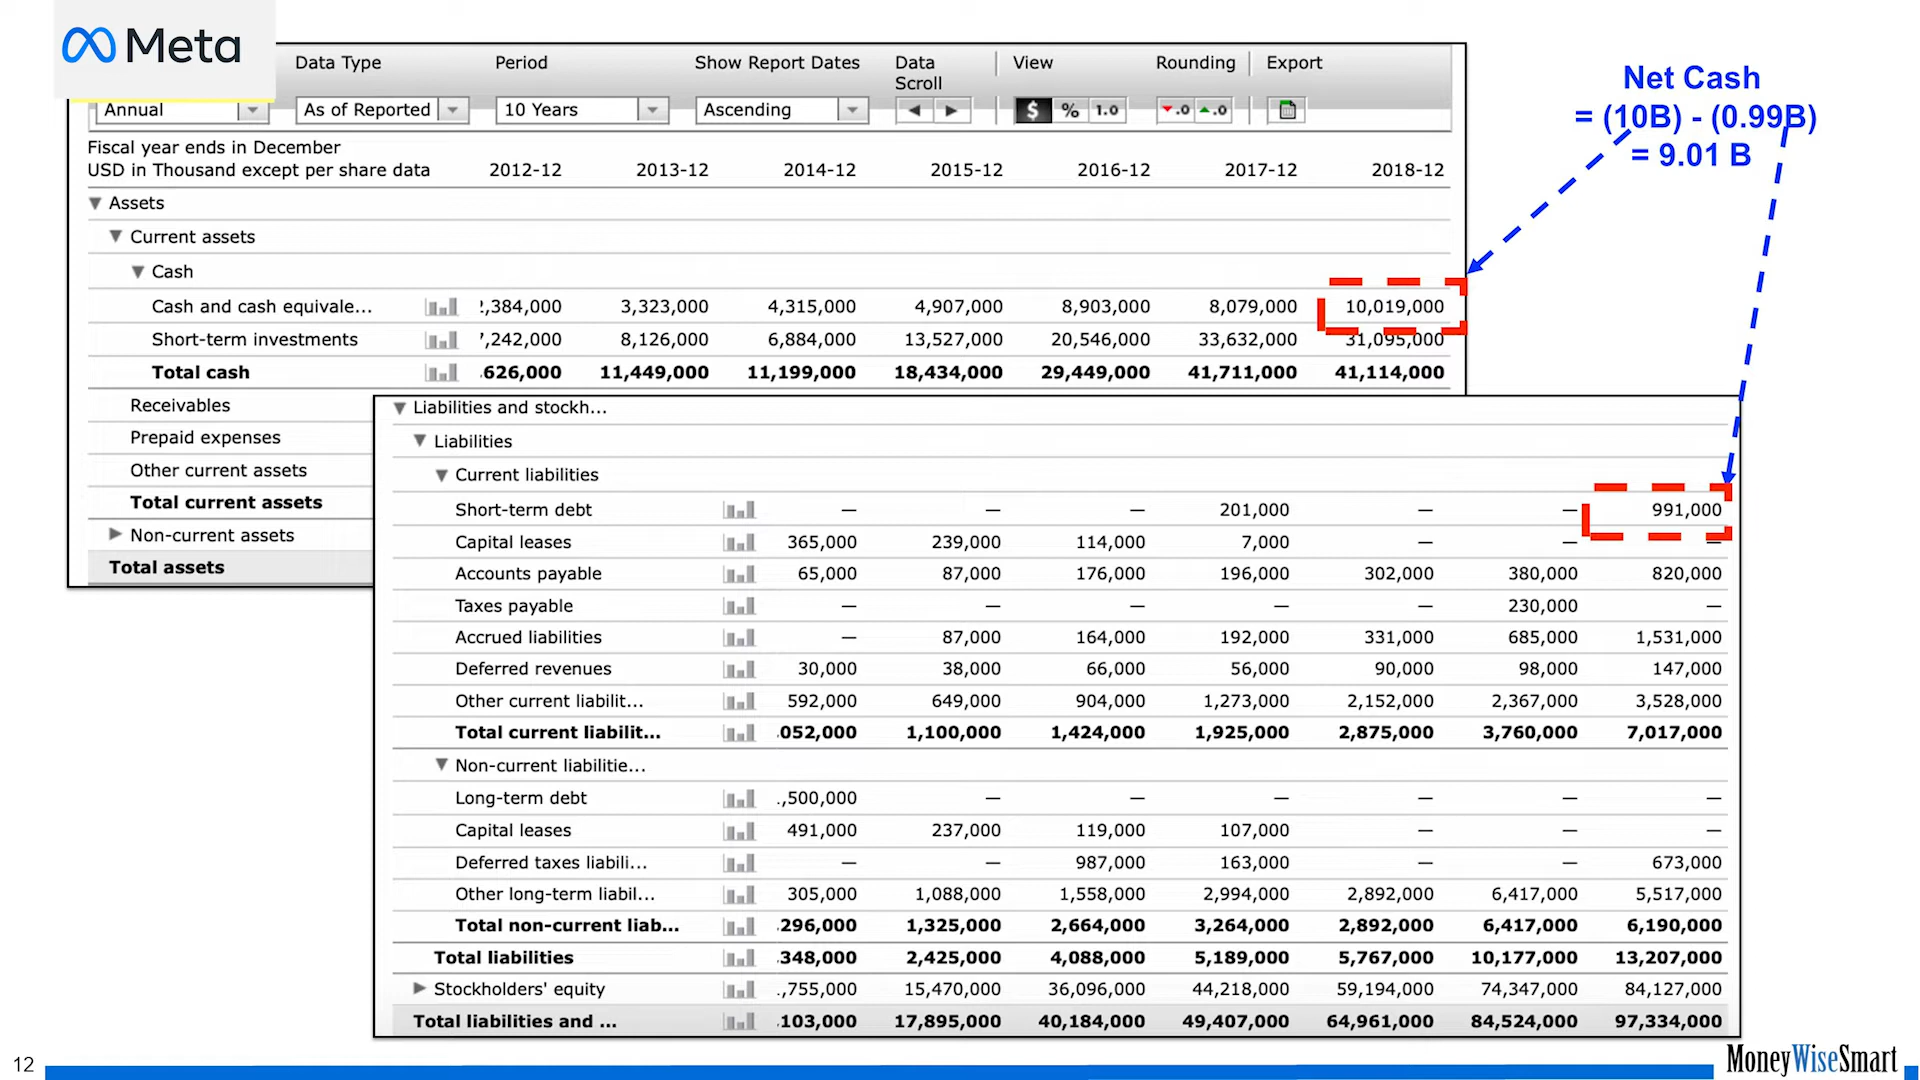 Meta
Data Type Period Show Report Dates Data Scroll View Rounding Export
Annual As of Reported 10 Years Ascending $ % 1.0 .0 .0
Net Cash
= (10B) - (0.99B)
= 9.01 B
Fiscal year ends in December
USD in Thousand except per share data 2012-12 2013-12 2014-12 2015-12 2016-12 2017-12 2018-12
Assets
Current assets
Cash
Cash and cash equivale... ,384,000 3,323,000 4,315,000 4,907,000 8,903,000 8,079,000 10,019,000
Short-term investments ,242,000 8,126,000 6,884,000 13,527,000 20,546,000 33,632,000 31,095,000
Total cash 626,000 11,449,000 11,199,000 18,434,000 29,449,000 41,711,000 41,114,000
Receivables
Prepaid expenses
Other current assets
Total current assets
Non-current assets
Total assets
Liabilities and stockh...
Liabilities
Current liabilities
Short-term debt — — — 201,000 — — 991,000
Capital leases 365,000 239,000 114,000 7,000 — — —
Accounts payable 65,000 87,000 176,000 196,000 302,000 380,000 820,000
Taxes payable — — — — — 230,000 —
Accrued liabilities — 87,000 164,000 192,000 331,000 685,000 1,531,000
Deferred revenues 30,000 38,000 66,000 56,000 90,000 98,000 147,000
Other current liabilit... 592,000 649,000 904,000 1,273,000 2,152,000 2,367,000 3,528,000
Total current liabilit... 052,000 1,100,000 1,424,000 1,925,000 2,875,000 3,760,000 7,017,000
Non-current liabilitie...
Long-term debt ,500,000 — — — — — —
Capital leases 491,000 237,000 119,000 107,000 — — —
Deferred taxes liabili... — — 987,000 163,000 — — 673,000
Other long-term liabil... 305,000 1,088,000 1,558,000 2,994,000 2,892,000 6,417,000 5,517,000
Total non-current liab... 296,000 1,325,000 2,664,000 3,264,000 2,892,000 6,417,000 6,190,000
Total liabilities 348,000 2,425,000 4,088,000 5,189,000 5,767,000 10,177,000 13,207,000
Stockholders' equity ,755,000 15,470,000 36,096,000 44,218,000 59,194,000 74,347,000 84,127,000
Total liabilities and ... 103,000 17,895,000 40,184,000 49,407,000 64,961,000 84,524,000 97,334,000
12
MoneyWiseSmart